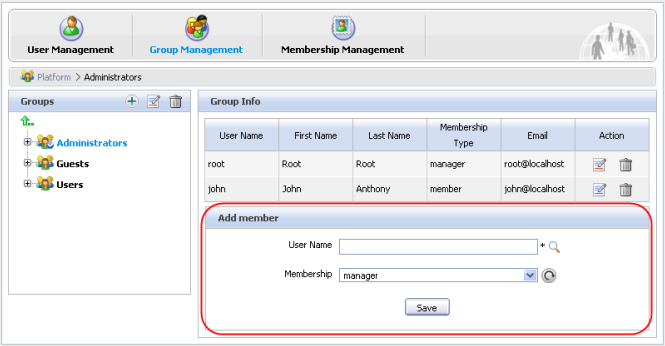 User Management Group Management Membership Management
Platform > Administrators
Groups
Administrators
Guests
Users
Group Info
User Name First Name Last Name Membership Type Email Action
root Root Root manager root@localhost
john John Anthony member john@localhost
Add member
User Name *
Membership manager
Save